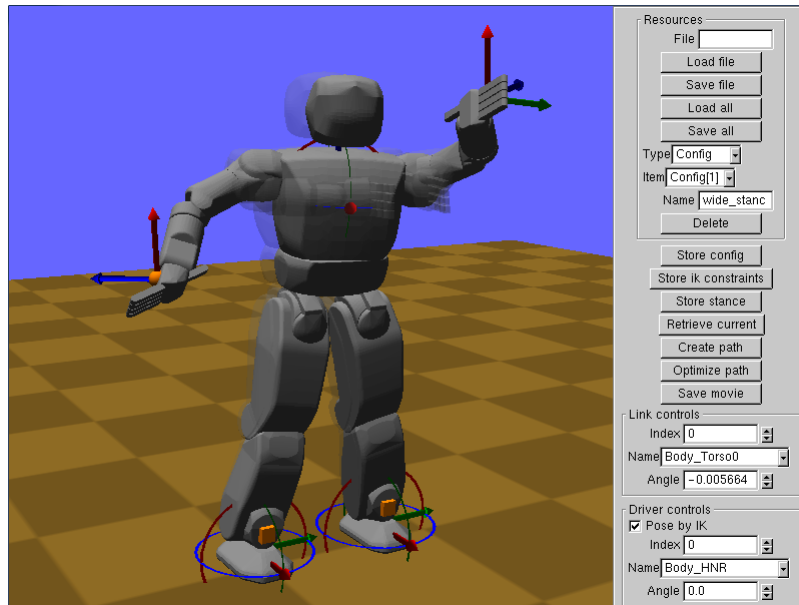 Resources
File
Load file
Save file
Load all
Save all
Type Config
Item Config[1]
Name wide_stanc
Delete
Store config
Store ik constraints
Store stance
Retrieve current
Create path
Optimize path
Save movie
Link controls
Index 0
Name Body_Torso0
Angle -0.005664
Driver controls
Pose by IK
Index 0
Name Body_HNR
Angle 0.0